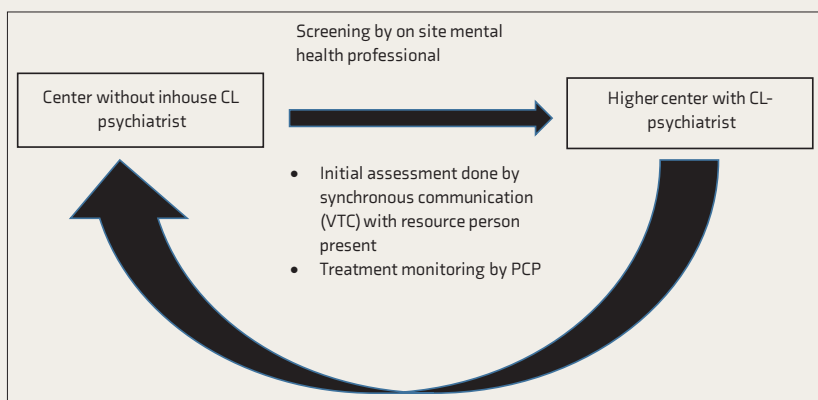 Screening by on site mental
health professional
Center without inhouse CL
psychiatrist
Higher center with CL-
psychiatrist
• Initial assessment done by
synchronous communication
(VTC) with resource person
present
• Treatment monitoring by PCP